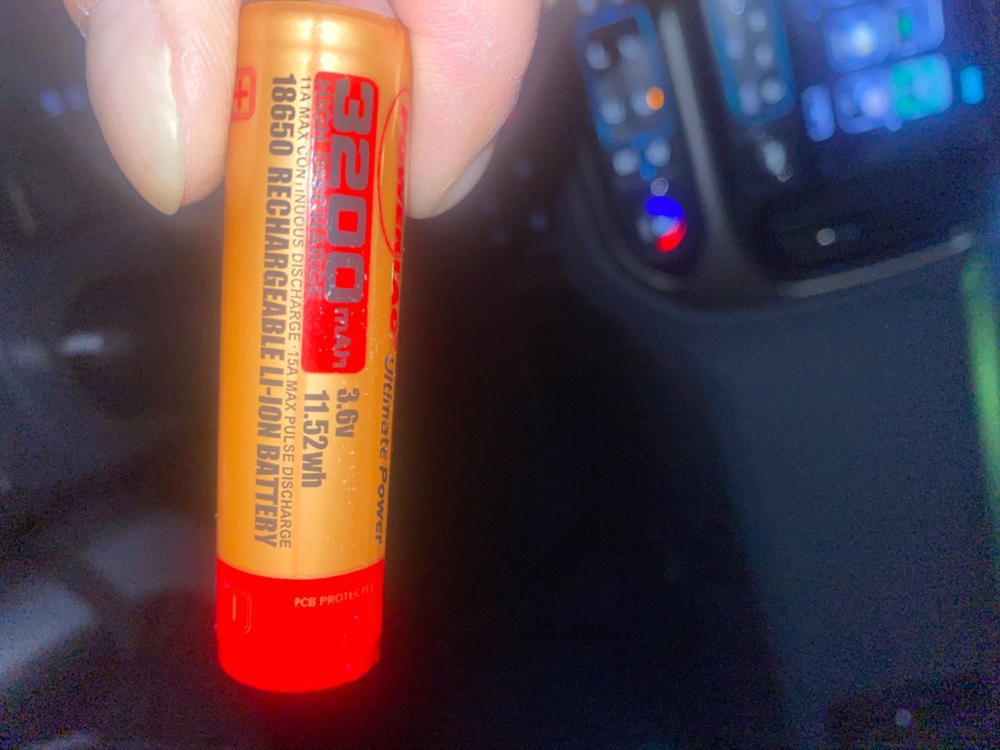 POWERTAC Ultimate Power
3200mAh 3.6v
HIGH DISCHARGE 11.52wh
11A MAX CONTINUOUS DISCHARGE · 15A MAX PULSE DISCHARGE
18650 RECHARGEABLE LI-ION BATTERY
+
PCB